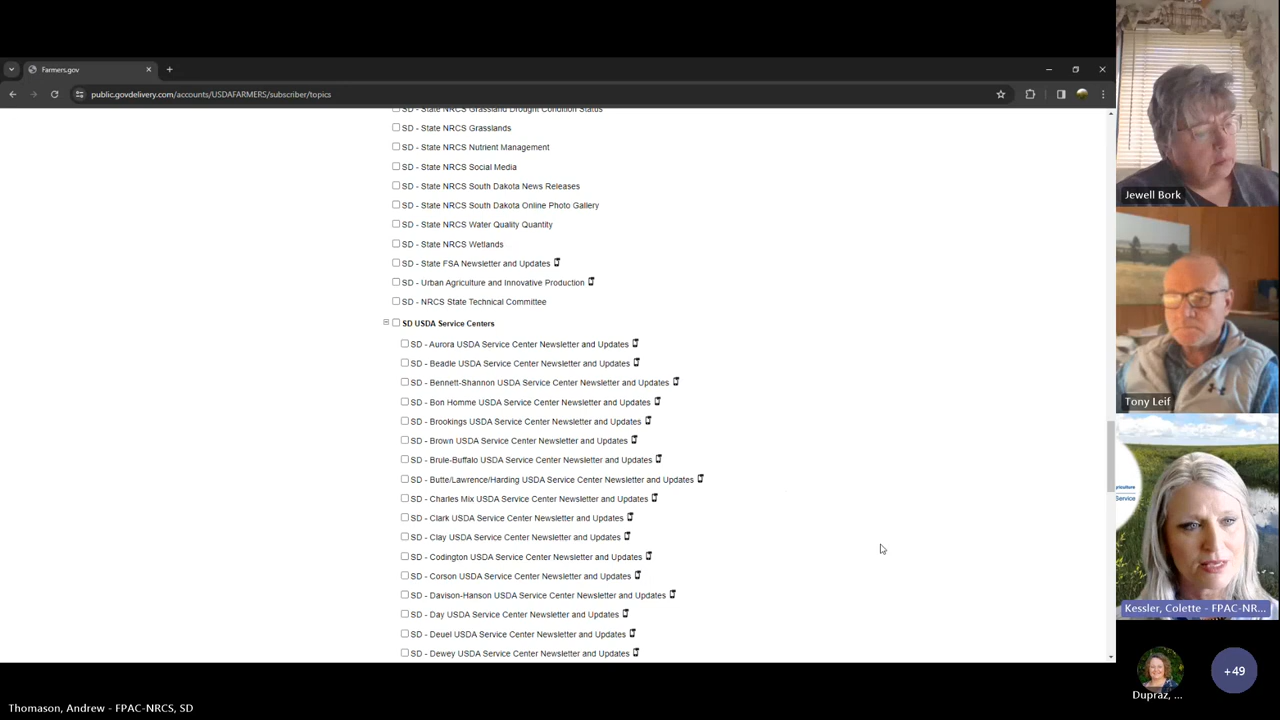 Farmers.gov
public.govdelivery.com/accounts/USDAFARMERS/subscriber/topics
SD - State NRCS Grassland Drought Condition Status
SD - State NRCS Grasslands
SD - State NRCS Nutrient Management
SD - State NRCS Social Media
SD - State NRCS South Dakota News Releases
SD - State NRCS South Dakota Online Photo Gallery
SD - State NRCS Water Quality Quantity
SD - State NRCS Wetlands
SD - State FSA Newsletter and Updates
SD - Urban Agriculture and Innovative Production
SD - NRCS State Technical Committee
SD USDA Service Centers
SD - Aurora USDA Service Center Newsletter and Updates
SD - Beadle USDA Service Center Newsletter and Updates
SD - Bennett-Shannon USDA Service Center Newsletter and Updates
SD - Bon Homme USDA Service Center Newsletter and Updates
SD - Brookings USDA Service Center Newsletter and Updates
SD - Brown USDA Service Center Newsletter and Updates
SD - Brule-Buffalo USDA Service Center Newsletter and Updates
SD - Butte/Lawrence/Harding USDA Service Center Newsletter and Updates
SD - Charles Mix USDA Service Center Newsletter and Updates
SD - Clark USDA Service Center Newsletter and Updates
SD - Clay USDA Service Center Newsletter and Updates
SD - Codington USDA Service Center Newsletter and Updates
SD - Corson USDA Service Center Newsletter and Updates
SD - Davison-Hanson USDA Service Center Newsletter and Updates
SD - Day USDA Service Center Newsletter and Updates
SD - Deuel USDA Service Center Newsletter and Updates
SD - Dewey USDA Service Center Newsletter and Updates
Jewell Bork
Tony Leif
Service
Kessler, Colette - FPAC-NR...
Dupraz, ...
+49
Thomason, Andrew - FPAC-NRCS, SD